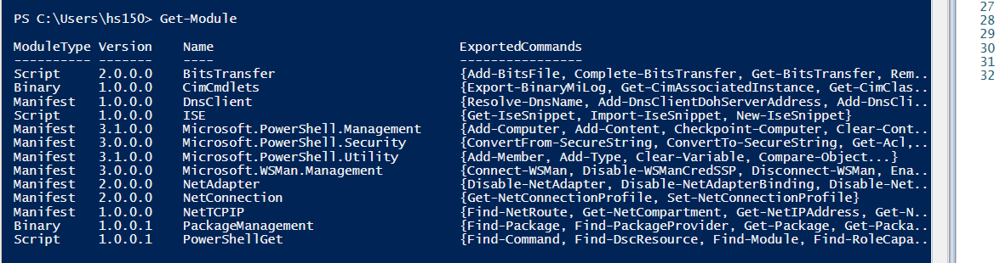 PS C:\Users\hs150> Get-Module
ModuleType Version Name ExportedCommands
---------- ------- ---- ----------------
Script 2.0.0.0 BitsTransfer {Add-BitsFile, Complete-BitsTransfer, Get-BitsTransfer, Rem...
Binary 1.0.0.0 CimCmdlets {Export-BinaryMiLog, Get-CimAssociatedInstance, Get-CimClas...
Manifest 1.0.0.0 DnsClient {Resolve-DnsName, Add-DnsClientDohServerAddress, Add-DnsCli...
Script 1.0.0.0 ISE {Get-IseSnippet, Import-IseSnippet, New-IseSnippet}
Manifest 3.1.0.0 Microsoft.PowerShell.Management {Add-Computer, Add-Content, Checkpoint-Computer, Clear-Cont...
Manifest 3.0.0.0 Microsoft.PowerShell.Security {ConvertFrom-SecureString, ConvertTo-SecureString, Get-Acl,...
Manifest 3.1.0.0 Microsoft.PowerShell.Utility {Add-Member, Add-Type, Clear-Variable, Compare-Object...}
Manifest 3.0.0.0 Microsoft.WSMan.Management {Connect-WSMan, Disable-WSManCredSSP, Disconnect-WSMan, Ena...
Manifest 2.0.0.0 NetAdapter {Disable-NetAdapter, Disable-NetAdapterBinding, Disable-Net...
Manifest 2.0.0.0 NetConnection {Get-NetConnectionProfile, Set-NetConnectionProfile}
Manifest 1.0.0.0 NetTCPIP {Find-NetRoute, Get-NetCompartment, Get-NetIPAddress, Get-N...
Binary 1.0.0.1 PackageManagement {Find-Package, Find-PackageProvider, Get-Package, Get-Packa...
Script 1.0.0.1 PowerShellGet {Find-Command, Find-DscResource, Find-Module, Find-RoleCapa...
27
28
29
30
31
32